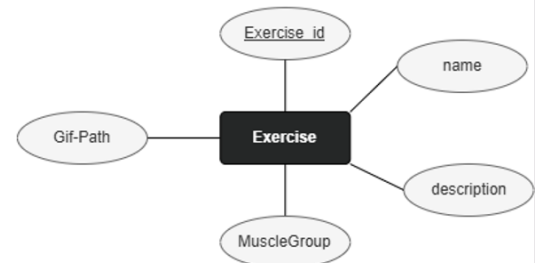 Exercise_id
name
Gif-Path
Exercise
description
MuscleGroup